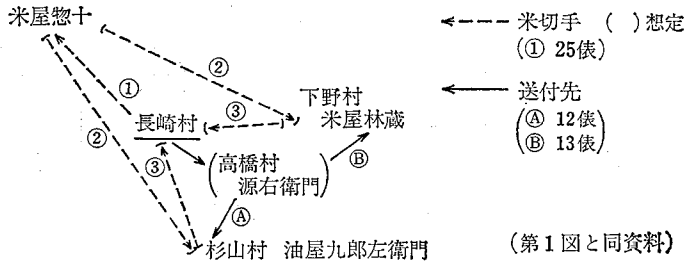 米屋惣十
米切手 ( ) 想定
(① 25俵)
②
①
下野村
米屋林蔵
送付先
Ⓐ 12俵
Ⓑ 13俵
③
長崎村
②
③
高橋村
源右衛門
Ⓑ
Ⓐ
杉山村 油屋九郎左衛門
(第1図と同資料)